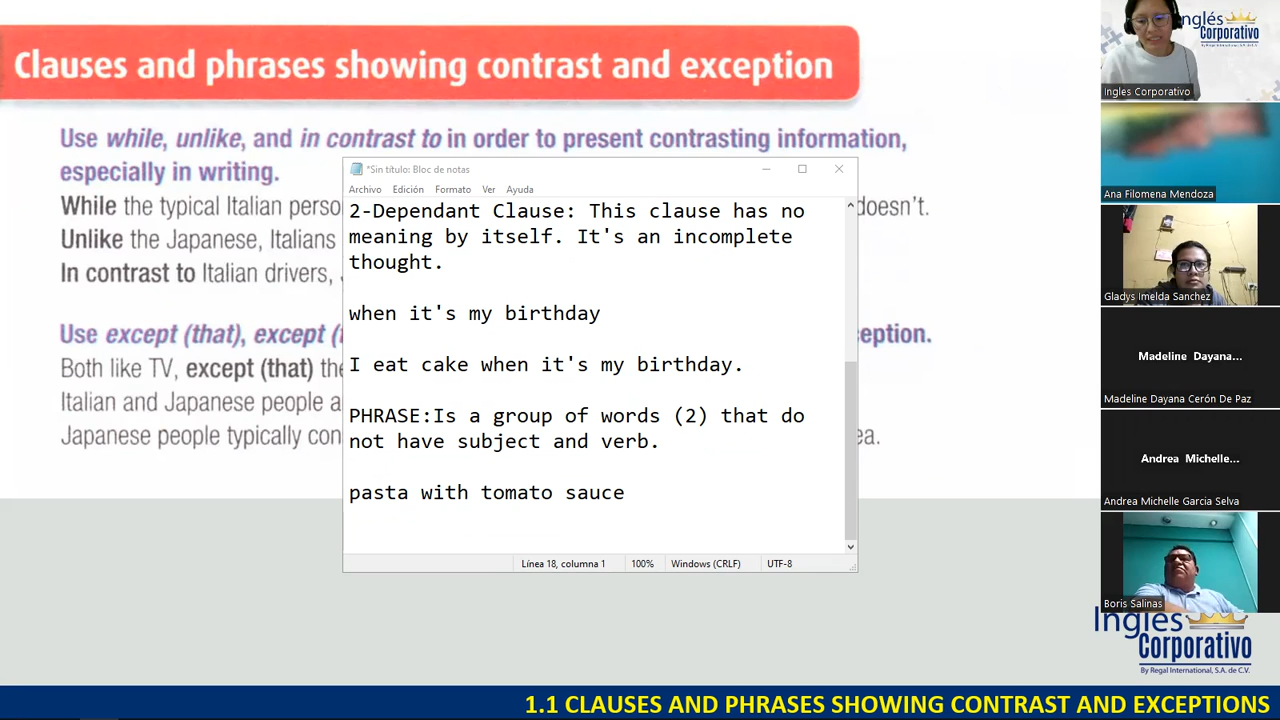 Clauses and phrases showing contrast and exception
Use while, unlike, and in contrast to in order to present contrasting information,
especially in writing.
While the typical Italian perso
doesn't.
Unlike the Japanese, Italians
In contrast to Italian drivers,
Use except (that), except (
eption.
Both like TV, except (that) the
Italian and Japanese people a
Japanese people typically con
ea.
*Sin título: Bloc de notas
Archivo Edición Formato Ver Ayuda
2-Dependant Clause: This clause has no
meaning by itself. It's an incomplete
thought.
when it's my birthday
I eat cake when it's my birthday.
PHRASE:Is a group of words (2) that do
not have subject and verb.
pasta with tomato sauce
Línea 18, columna 1 100% Windows (CRLF) UTF-8
Inglés
Corporativo
By Regal International, S.A. de C.V.
Ingles Corporativo
Ana Filomena Mendoza
Gladys Imelda Sanchez
Madeline Dayana...
Madeline Dayana Cerón De Paz
Andrea Michelle...
Andrea Michelle Garcia Selva
Boris Salinas
Inglés
Corporativo
By Regal International, S.A. de C.V.
1.1 CLAUSES AND PHRASES SHOWING CONTRAST AND EXCEPTIONS